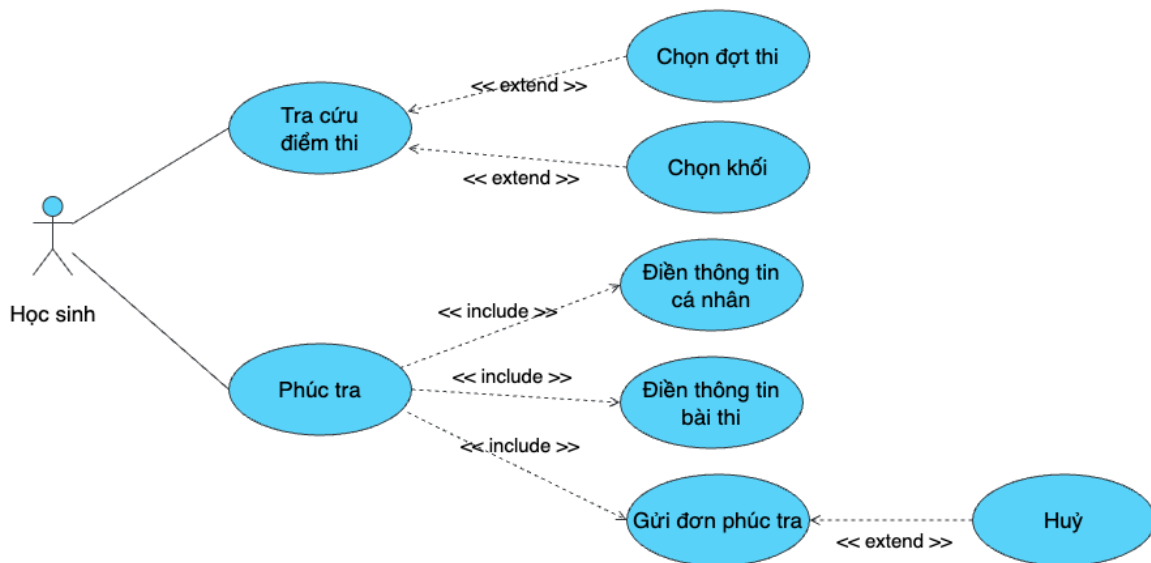 Chọn đợt thi
<< extend >>
Tra cứu
điểm thi
Chọn khối
<< extend >>
Học sinh
Điền thông tin
cá nhân
<< include >>
Phúc tra
<< include >>
Điền thông tin
bài thi
<< include >>
Gửi đơn phúc tra
<< extend >>
Huỷ